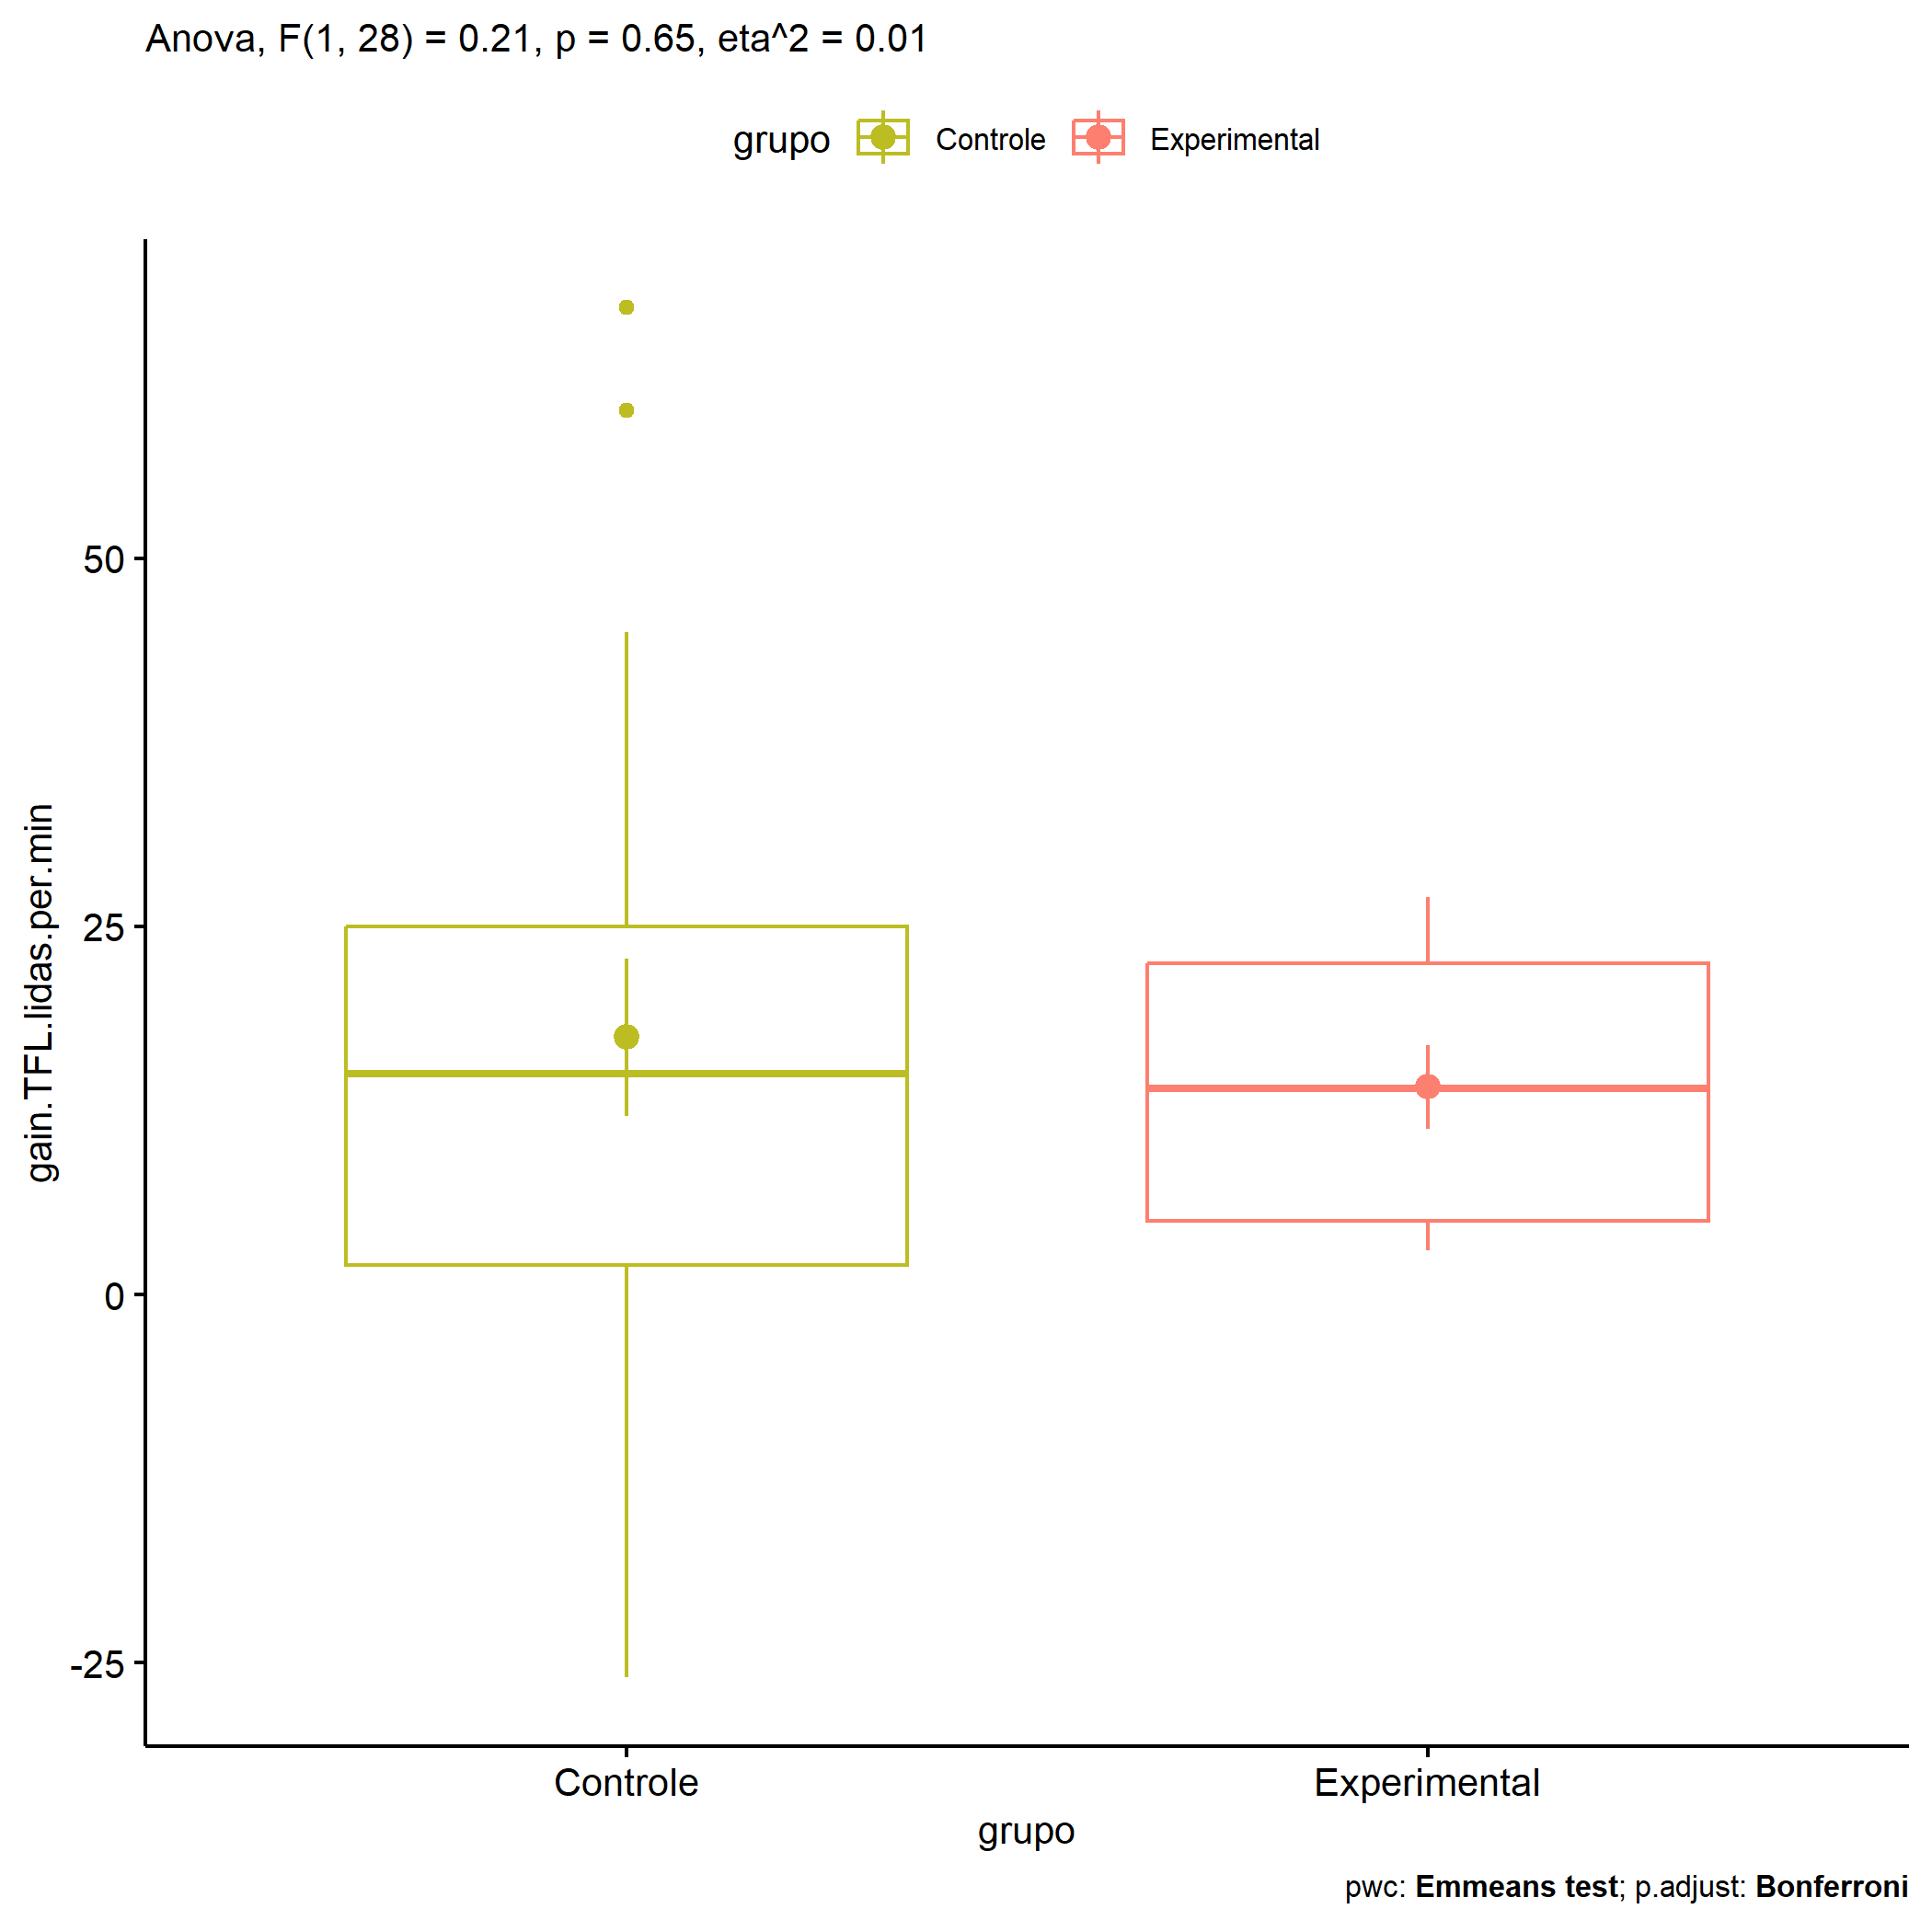 Anova, F(1, 28) = 0.21, p = 0.65, eta^2 = 0.01
grupo Controle Experimental
gain.TFL.lidas.per.min
50
25
0
-25
Controle Experimental
grupo
pwc: Emmeans test; p.adjust: Bonferroni